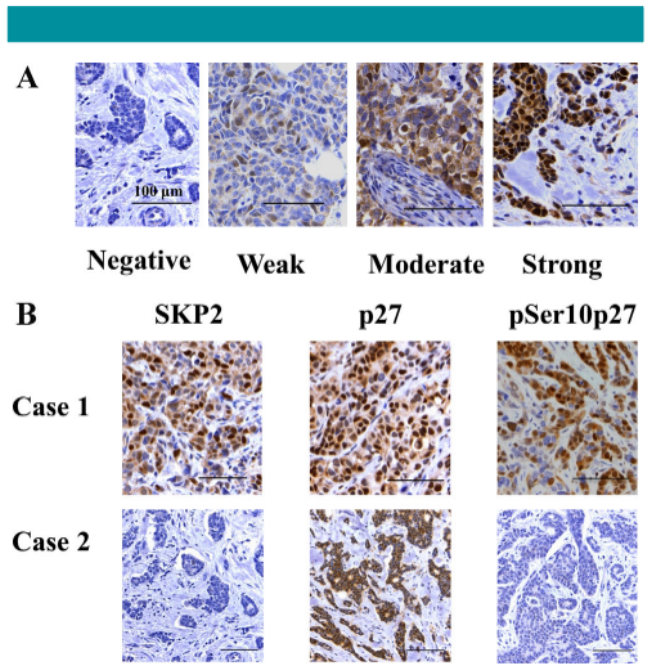 A
100 μm
Negative Weak Moderate Strong
B
SKP2 p27 pSer10p27
Case 1
Case 2